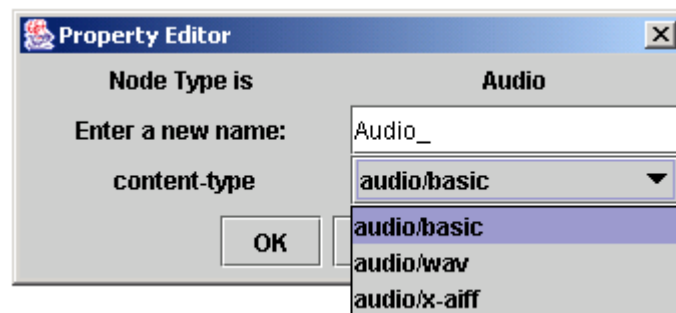 Property Editor
Node Type is Audio
Enter a new name: Audio_
content-type audio/basic
OK audio/basic
audio/wav
audio/x-aiff